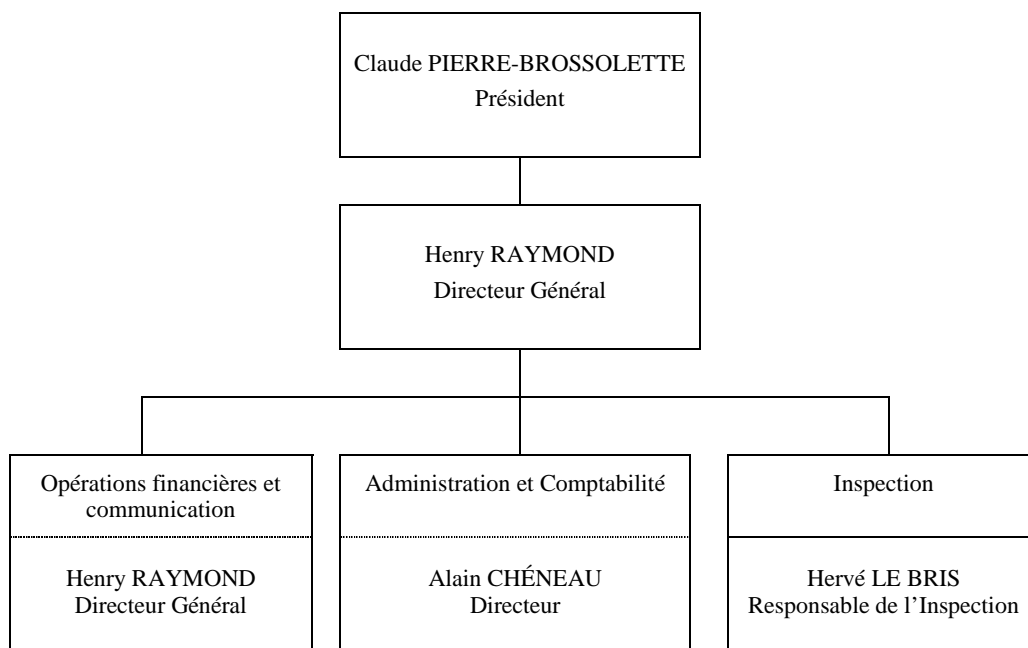 Claude PIERRE-BROSSOLETTE
Président
Henry RAYMOND
Directeur Général
Opérations financières et
communication
Henry RAYMOND
Directeur Général
Administration et Comptabilité
Alain CHÉNEAU
Directeur
Inspection
Hervé LE BRIS
Responsable de l’Inspection